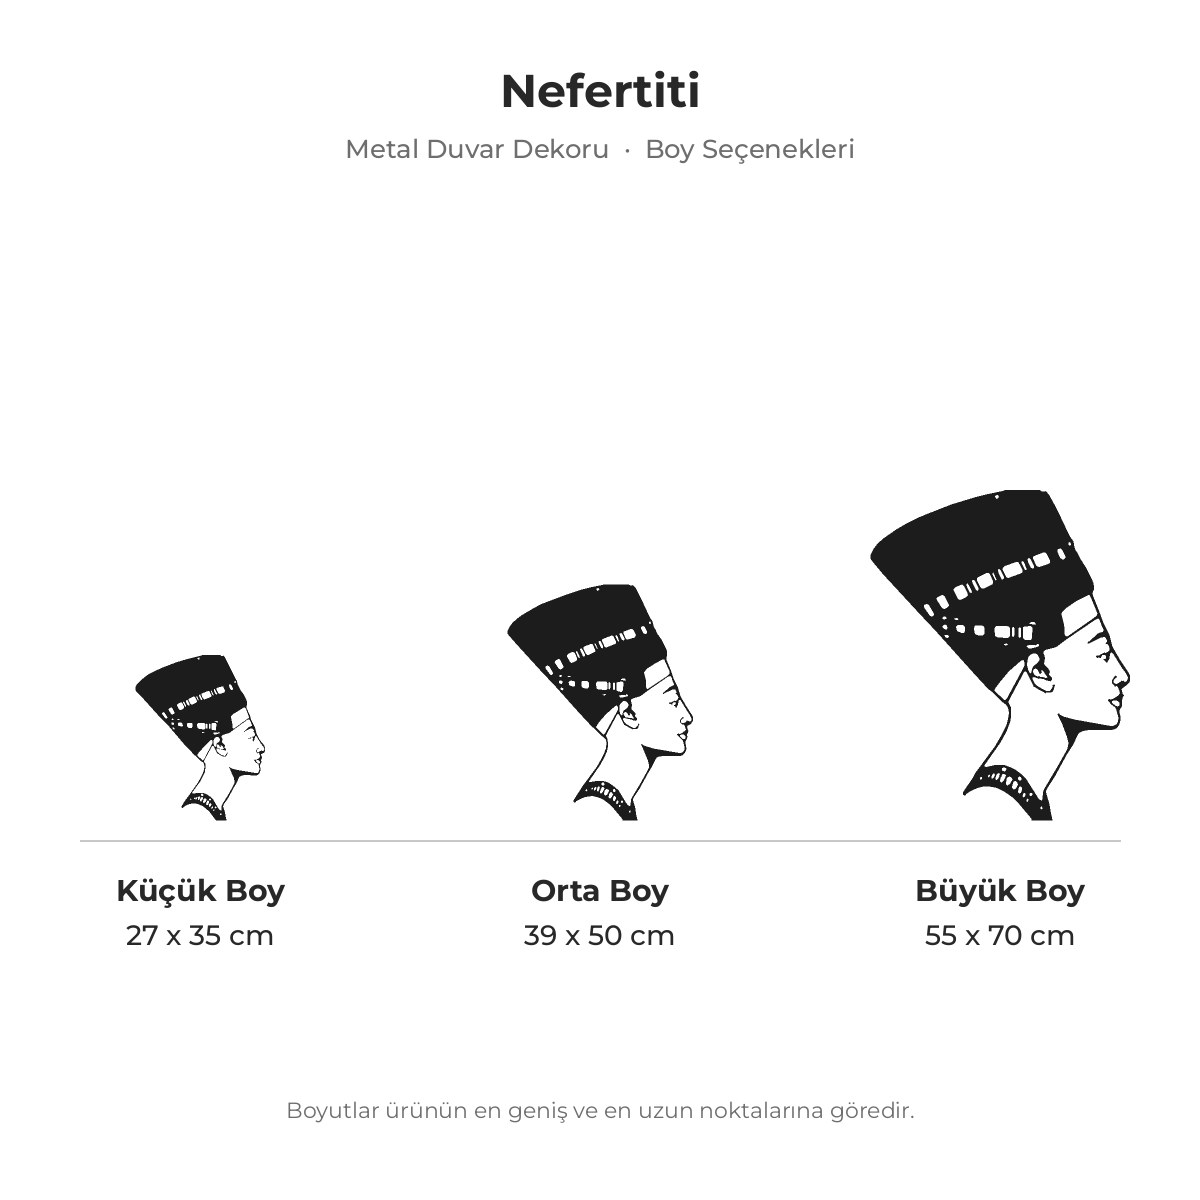 Nefertiti
Metal Duvar Dekoru · Boy Seçenekleri
Küçük Boy
27 x 35 cm
Orta Boy
39 x 50 cm
Büyük Boy
55 x 70 cm
Boyutlar ürünün en geniş ve en uzun noktalarına göredir.